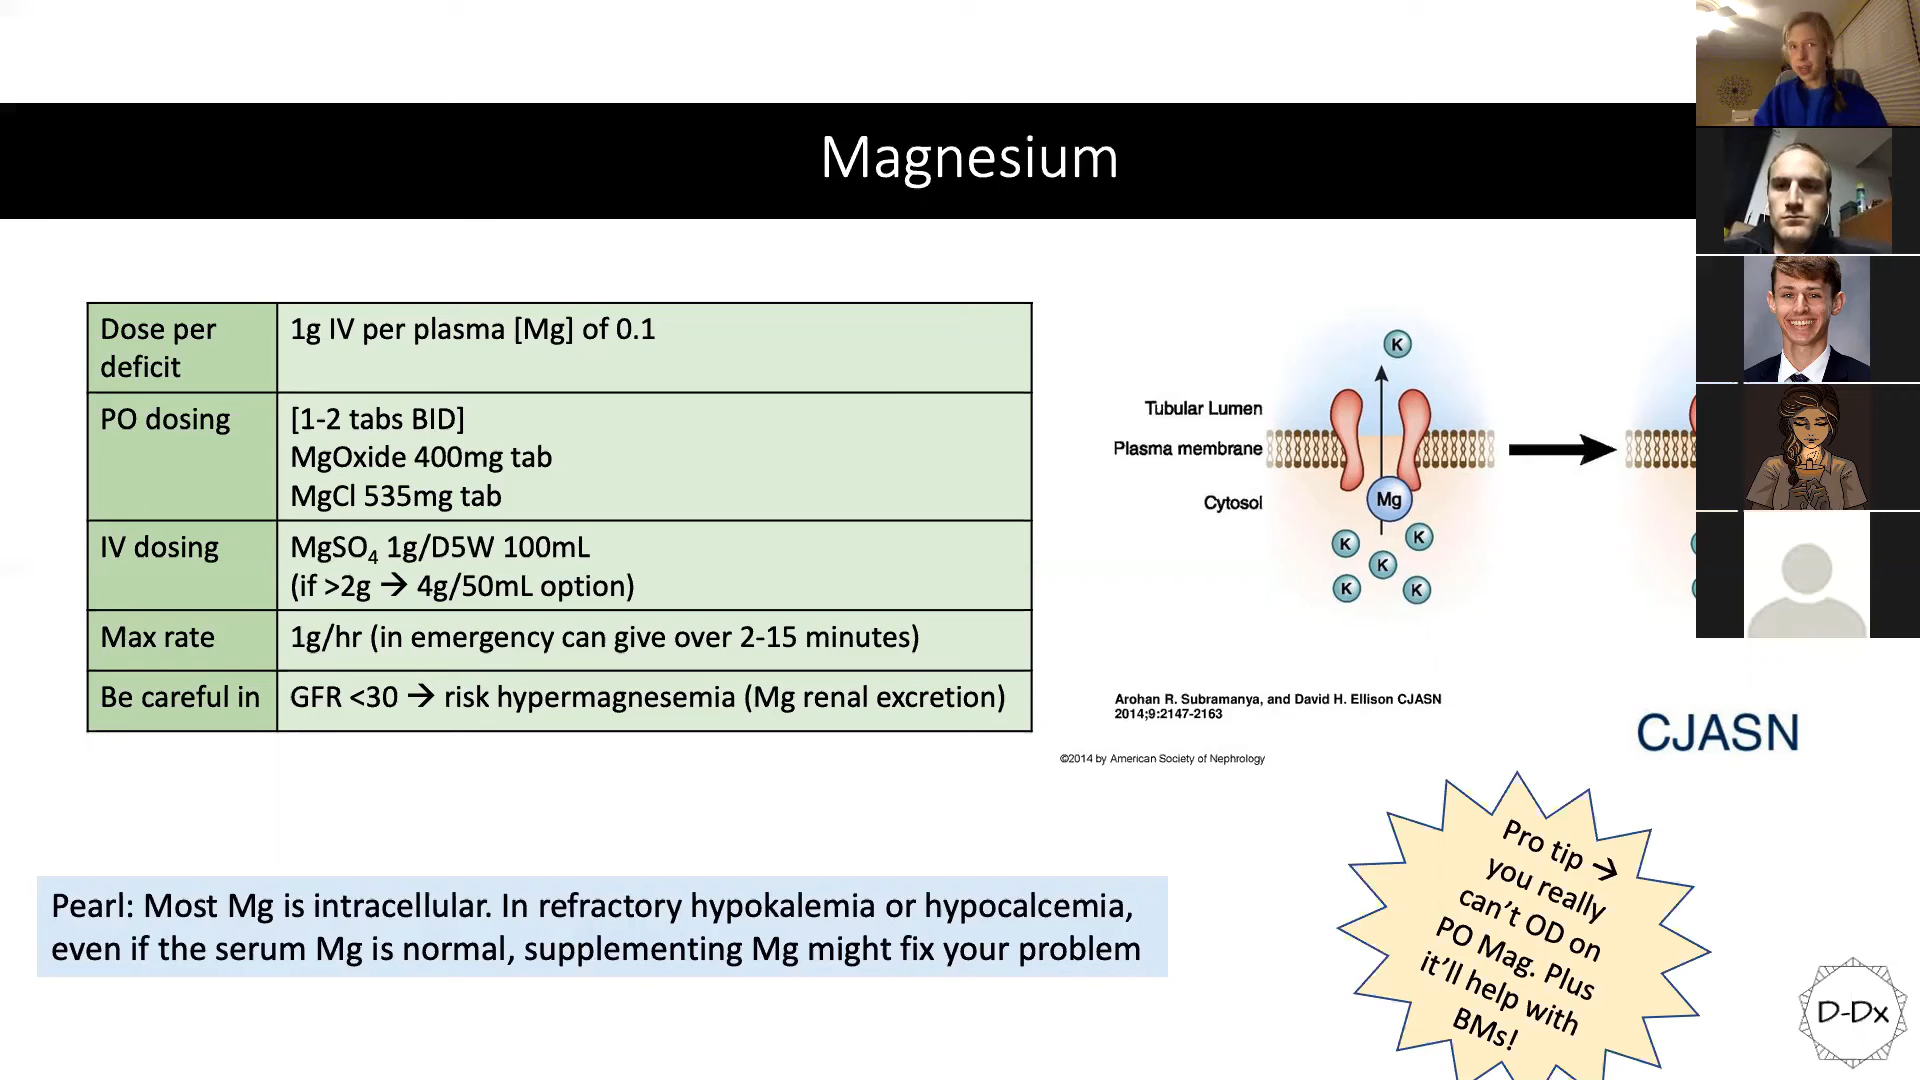 Magnesium
Dose per
deficit
1g IV per plasma [Mg] of 0.1
PO dosing
[1-2 tabs BID]
MgOxide 400mg tab
MgCl 535mg tab
IV dosing
MgSO₄ 1g/D5W 100mL
(if >2g → 4g/50mL option)
Max rate
1g/hr (in emergency can give over 2-15 minutes)
Be careful in
GFR <30 → risk hypermagnesemia (Mg renal excretion)
K
Tubular Lumen
Plasma membrane
Cytosol
Mg
K
K
K
K
K
Arohan R. Subramanya, and David H. Ellison CJASN
2014;9:2147-2163
CJASN
©2014 by American Society of Nephrology
Pearl: Most Mg is intracellular. In refractory hypokalemia or hypocalcemia,
even if the serum Mg is normal, supplementing Mg might fix your problem
Pro tip →
you really
can't OD on
PO Mag. Plus
it'll help with
BMs!
D-Dx